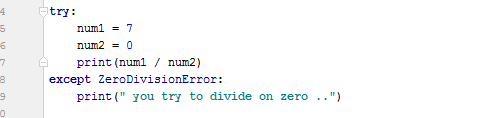 4 try:
5     num1 = 7
6     num2 = 0
7     print(num1 / num2)
8 except ZeroDivisionError:
9     print(" you try to divide on zero ..")
0